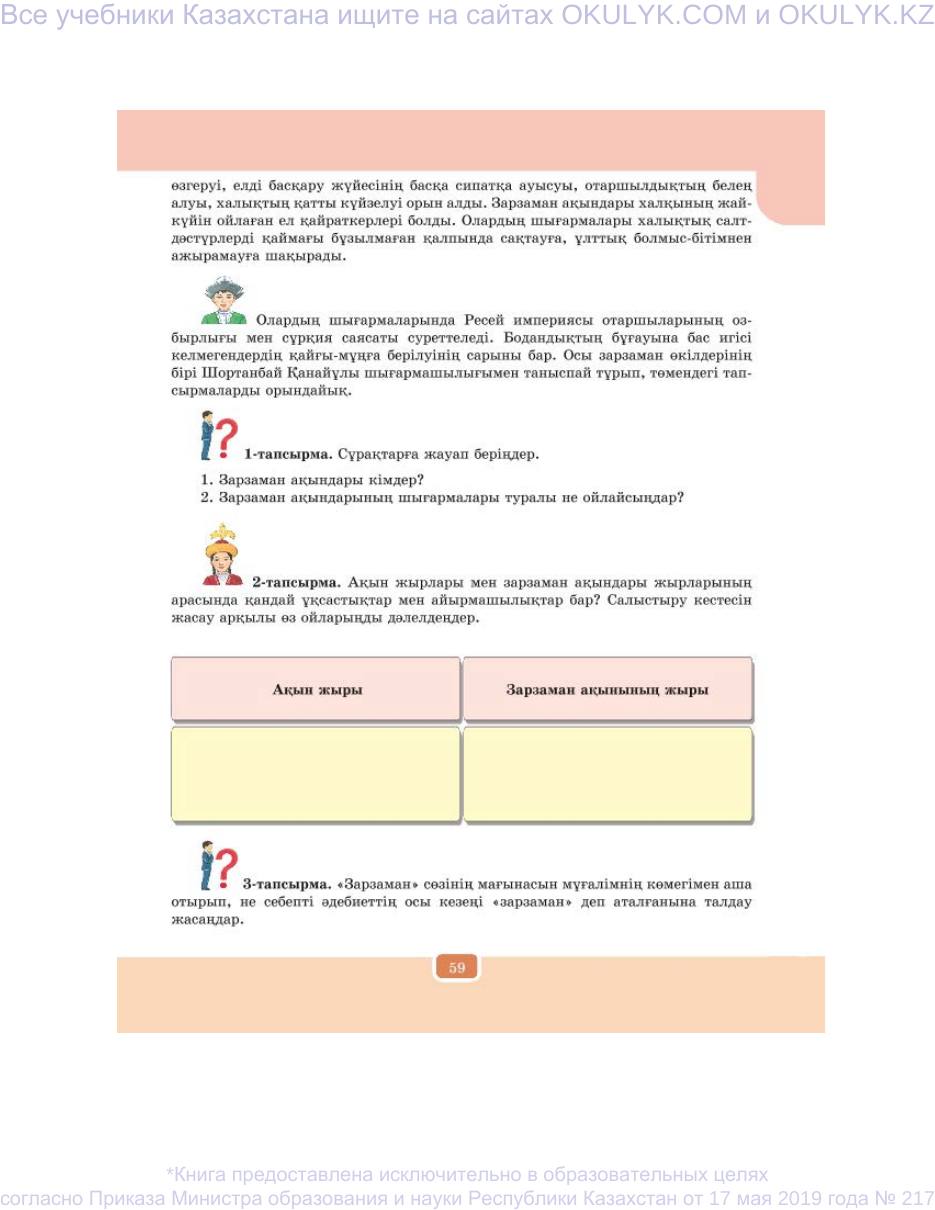 Все учебники Казахстана ищите на сайтах OKULYK.COM и OKULYK.KZ
өзгеруі, елді басқару жүйесінің басқа сипатқа ауысуы, отаршылдықтың белең
алуы, халықтың қатты күйзелуі орын алды. Зарзаман ақындары халқының жай-
күйін ойлаған ел қайраткерлері болды. Олардың шығармалары халықтық салт-
дәстүрлерді қаймағы бұзылмаған қалпында сақтауға, ұлттық болмыс-бітімнен
ажырамауға шақырады.
Олардың шығармаларында Ресей империясы отаршыларының оз-
бырлығы мен сұрқия саясаты суреттеледі. Бодандықтың бұғауына бас игісі
келмегендердің қайғы-мұңға берілуінің сарыны бар. Осы зарзаман өкілдерінің
бірі Шортанбай Қанайұлы шығармашылығымен таныспай тұрып, төмендегі тап-
сырмаларды орындайық.
1-тапсырма. Сұрақтарға жауап беріңдер.
1. Зарзаман ақындары кімдер?
2. Зарзаман ақындарының шығармалары туралы не ойлайсыңдар?
2-тапсырма. Ақын жырлары мен зарзаман ақындары жырларының
арасында қандай ұқсастықтар мен айырмашылықтар бар? Салыстыру кестесін
жасау арқылы өз ойларыңды дәлелдеңдер.
Ақын жыры
Зарзаман ақынының жыры
3-тапсырма. «Зарзаман» сөзінің мағынасын мұғалімнің көмегімен аша
отырып, не себепті әдебиеттің осы кезеңі «зарзаман» деп аталғанына талдау
жасаңдар.
59
*Книга предоставлена исключительно в образовательных целях
согласно Приказа Министра образования и науки Республики Казахстан от 17 мая 2019 года № 217